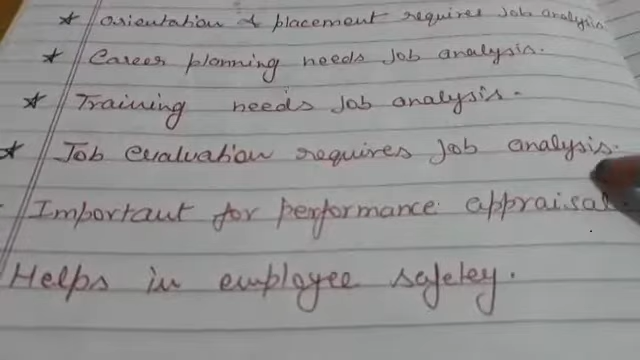 * Orientation & placement requires Job analysis
* Career planning needs Job analysis.
* Training needs Job analysis.
* Job evaluation requires Job analysis.
Important for performance appraisal.
Helps in employee safetey.